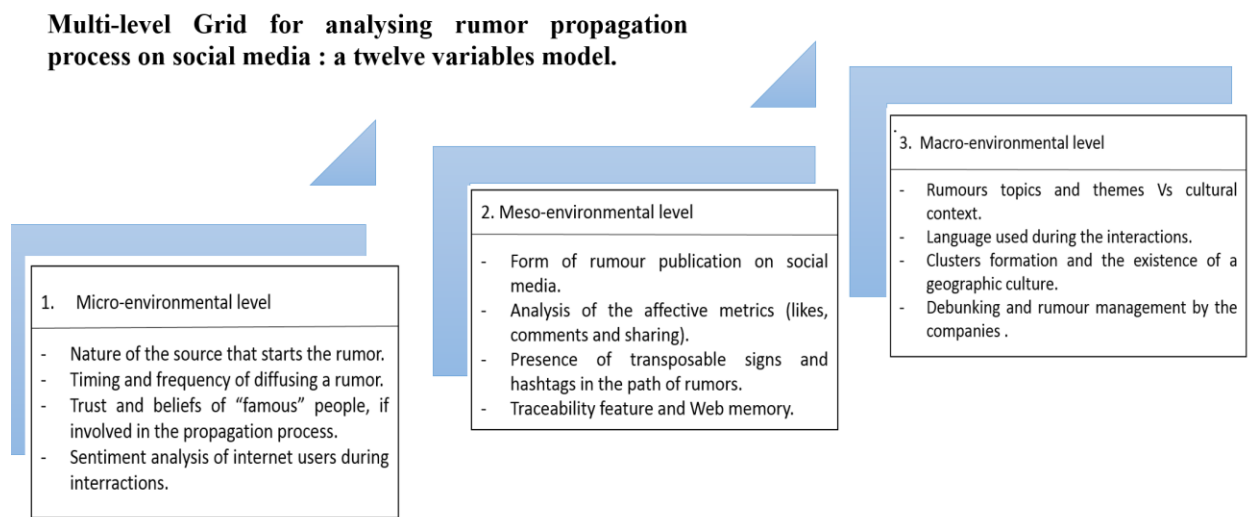 Multi-level Grid for analysing rumor propagation
process on social media : a twelve variables model.
1. Micro-environmental level
- Nature of the source that starts the rumor.
- Timing and frequency of diffusing a rumor.
- Trust and beliefs of “famous” people, if
involved in the propagation process.
- Sentiment analysis of internet users during
interractions.
2. Meso-environmental level
- Form of rumour publication on social
media.
- Analysis of the affective metrics (likes,
comments and sharing).
- Presence of transposable signs and
hashtags in the path of rumors.
- Traceability feature and Web memory.
3. Macro-environmental level
- Rumours topics and themes Vs cultural
context.
- Language used during the interactions.
- Clusters formation and the existence of a
geographic culture.
- Debunking and rumour management by the
companies .